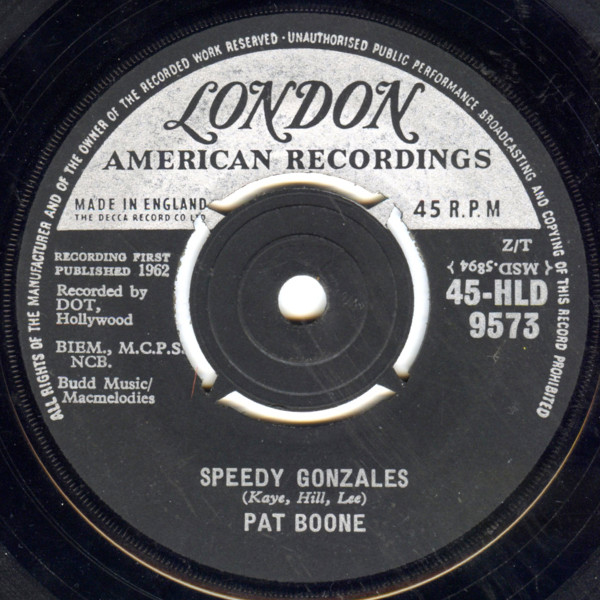 ALL RIGHTS OF THE MANUFACTURER AND OF THE OWNER OF THE RECORDED WORK RESERVED · UNAUTHORISED PUBLIC PERFORMANCE BROADCASTING AND COPYING OF THIS RECORD PROHIBITED
LONDON
AMERICAN RECORDINGS
MADE IN ENGLAND
THE DECCA RECORD CO LTD.
45 R.P.M
RECORDING FIRST
PUBLISHED 1962
Recorded by
DOT,
Hollywood
BIEM., M.C.P.S.
NCB.
Budd Music/
Macmelodies
Z/T
(MSD.5894)
45-HLD
9573
SPEEDY GONZALES
(Kaye, Hill, Lee)
PAT BOONE